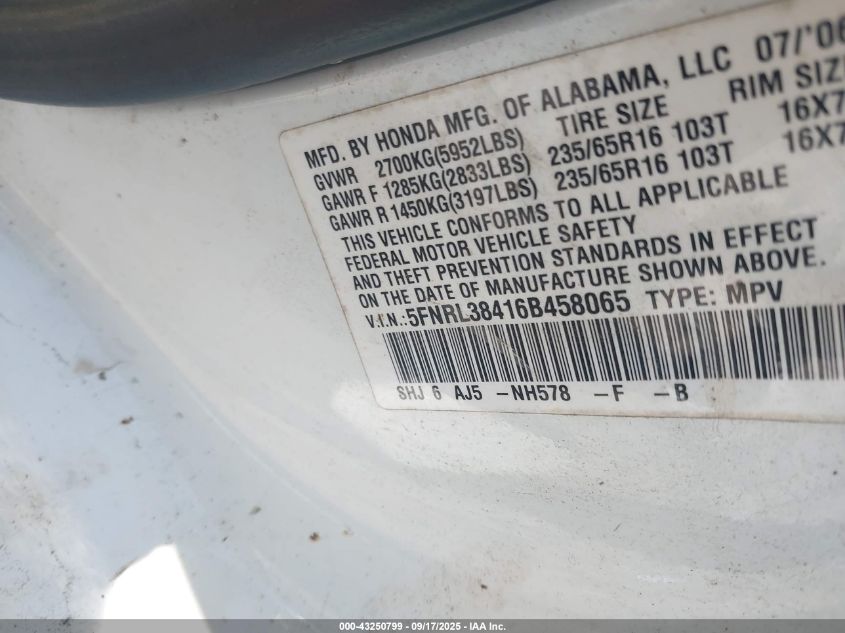 MFD. BY HONDA MFG. OF ALABAMA, LLC 07/'06
GVWR 2700KG(5952LBS) TIRE SIZE RIM SIZE
GAWR F 1285KG(2833LBS) 235/65R16 103T 16X7
GAWR R 1450KG(3197LBS) 235/65R16 103T 16X7
THIS VEHICLE CONFORMS TO ALL APPLICABLE
FEDERAL MOTOR VEHICLE SAFETY
AND THEFT PREVENTION STANDARDS IN EFFECT
ON THE DATE OF MANUFACTURE SHOWN ABOVE.
V.I.N.:5FNRL38416B458065 TYPE: MPV
SHJ 6 AJ5 -NH578 -F -B
000-43250799 - 09/17/2025 - IAA Inc.